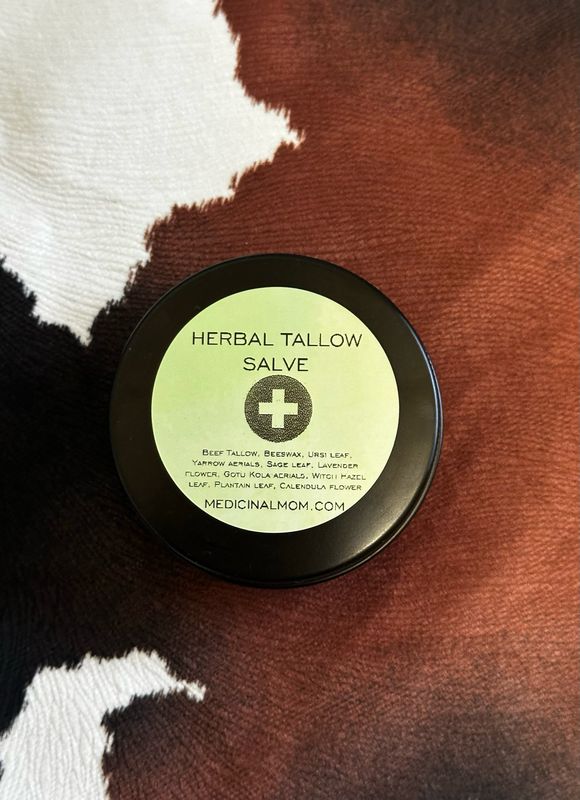 HERBAL TALLOW
SALVE
BEEF TALLOW, BEESWAX, URSI LEAF,
YARROW AERIALS, SAGE LEAF, LAVENDER
FLOWER, GOTU KOLA AERIALS, WITCH HAZEL
LEAF, PLANTAIN LEAF, CALENDULA FLOWER
MEDICINALMOM.COM